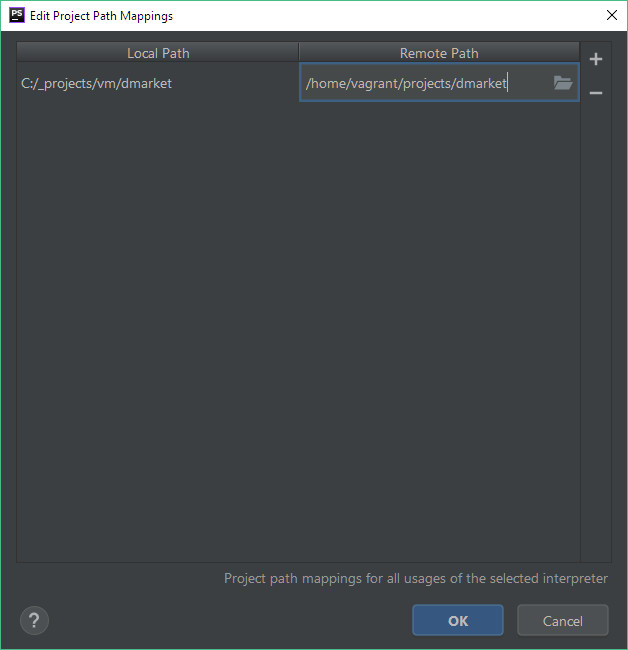 PS Edit Project Path Mappings
Local Path Remote Path
C:/_projects/vm/dmarket /home/vagrant/projects/dmarket
Project path mappings for all usages of the selected interpreter
? OK Cancel